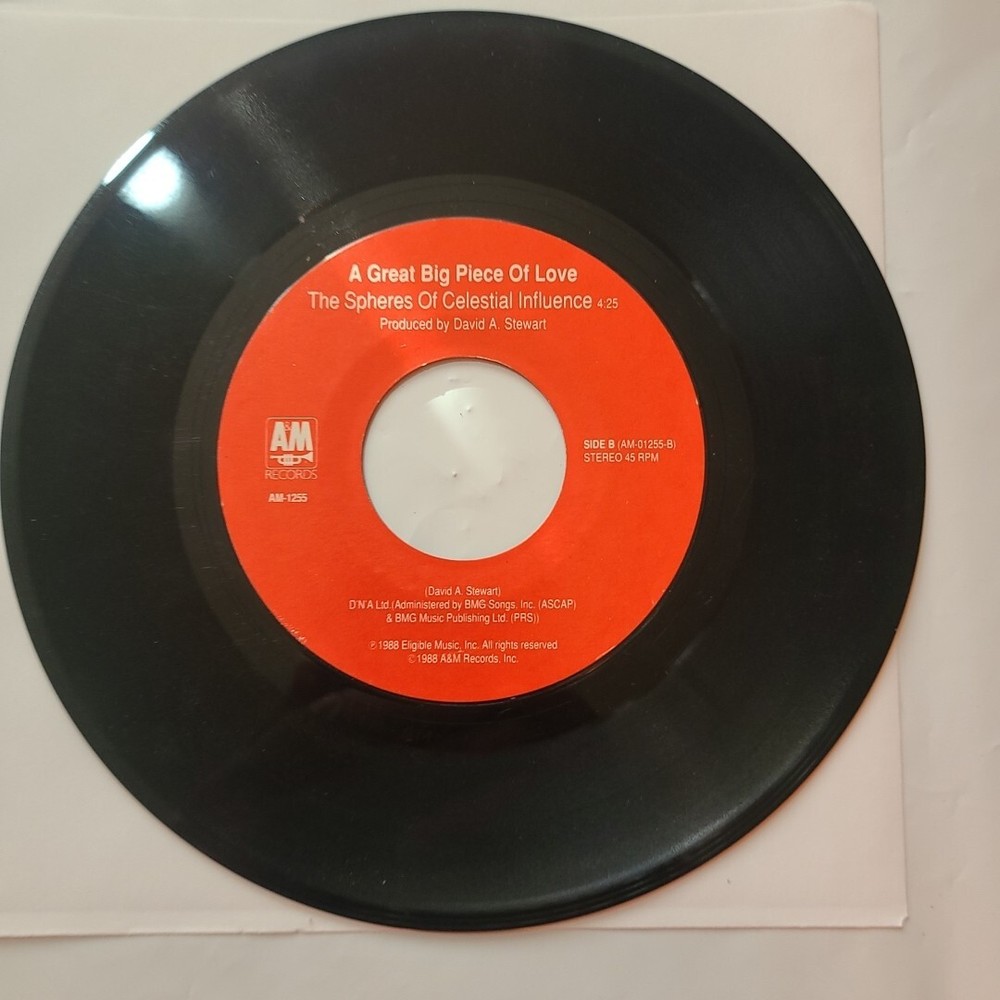 A Great Big Piece Of Love
The Spheres Of Celestial Influence 4:25
Produced by David A. Stewart
A&M
RECORDS
AM-1255
SIDE B (AM-01255-B)
STEREO 45 RPM
(David A. Stewart)
D'N'A Ltd.(Administered by BMG Songs, Inc. (ASCAP)
& BMG Music Publishing Ltd. (PRS))
℗1988 Eligible Music, Inc. All rights reserved
©1988 A&M Records, Inc.